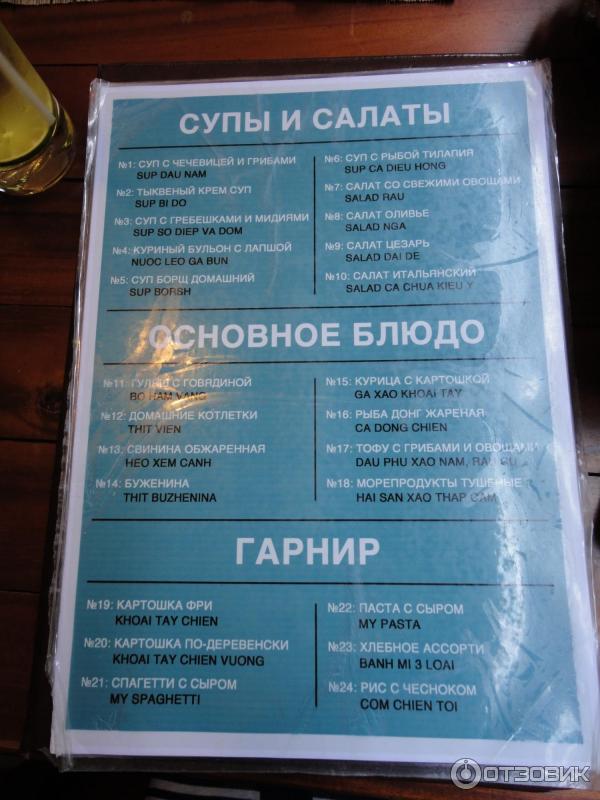 СУПЫ И САЛАТЫ
№1: СУП С ЧЕЧЕВИЦЕЙ И ГРИБАМИ
SUP DAU NAM
№2: ТЫКВЕННЫЙ КРЕМ СУП
SUP BI DO
№3: СУП С ГРЕБЕШКАМИ И МИДИЯМИ
SUP SO DIEP VA DOM
№4: КУРИНЫЙ БУЛЬОН С ЛАПШОЙ
NUOC LEO GA BUN
№5: СУП БОРЩ ДОМАШНИЙ
SUP BORSH
№6: СУП С РЫБОЙ ТИЛАПИЯ
SUP CA DIEU HONG
№7: САЛАТ СО СВЕЖИМИ ОВОЩАМИ
SALAD RAU
№8: САЛАТ ОЛИВЬЕ
SALAD NGA
№9: САЛАТ ЦЕЗАРЬ
SALAD DAI DE
№10: САЛАТ ИТАЛЬЯНСКИЙ
SALAD CA CHUA KIEU Y
ОСНОВНОЕ БЛЮДО
№11: ГУЛЯШ С ГОВЯДИНОЙ
BO HAM VANG
№12: ДОМАШНИЕ КОТЛЕТКИ
THIT VIEN
№13: СВИНИНА ОБЖАРЕННАЯ
HEO XEM CANH
№14: БУЖЕНИНА
THIT BUZHENINA
№15: КУРИЦА С КАРТОШКОЙ
GA XAO KHOAI TAY
№16: РЫБА ДОНГ ЖАРЕНАЯ
CA DONG CHIEN
№17: ТОФУ С ГРИБАМИ И ОВОЩАМИ
DAU PHU XAO NAM, RAU CU
№18: МОРЕПРОДУКТЫ ТУШЕНЫЕ
HAI SAN XAO THAP CAM
ГАРНИР
№19: КАРТОШКА ФРИ
KHOAI TAY CHIEN
№20: КАРТОШКА ПО-ДЕРЕВЕНСКИ
KHOAI TAY CHIEN VUONG
№21: СПАГЕТТИ С СЫРОМ
MY SPAGHETTI
№22: ПАСТА С СЫРОМ
MY PASTA
№23: ХЛЕБНОЕ АССОРТИ
BANH MI 3 LOAI
№24: РИС С ЧЕСНОКОМ
COM CHIEN TOI
ОТЗОВИК